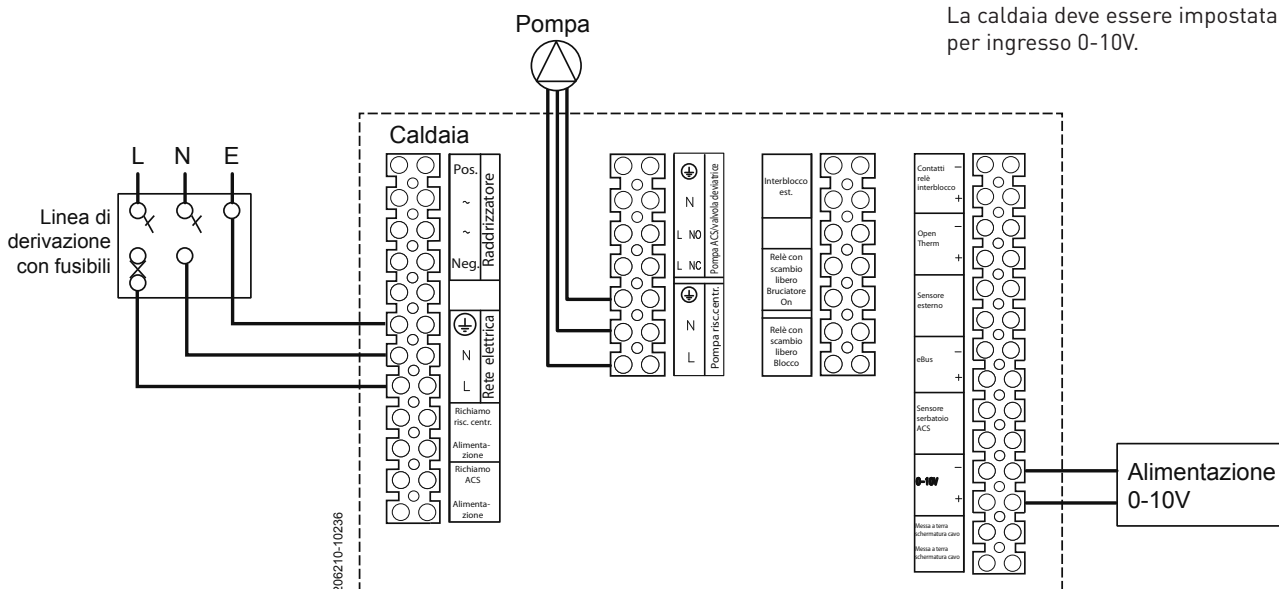 La caldaia deve essere impostata
per ingresso 0-10V.
Pompa
Caldaia
L N E
Linea di
derivazione
con fusibili
Pos.
~
~
Neg.
Raddrizzatore
N
L
Rete elettrica
Richiamo
risc. centr.
Alimenta-
zione
Richiamo
ACS
Alimenta-
zione
N
L NO
L NC
Pompa ACS/valvola deviatrice
N
L
Pompa risc.centr.
Interblocco
est.
Relè con
scambio
libero
Bruciatore
On
Relè con
scambio
libero
Blocco
Contatti
relè
interblocco
−
+
Open
Therm
−
+
Sensore
esterno
eBus
−
+
Sensore
serbatoio
ACS
0-10V
−
+
Messa a terra
schermatura cavo
Messa a terra
schermatura cavo
Alimentazione
0-10V
206210-10236